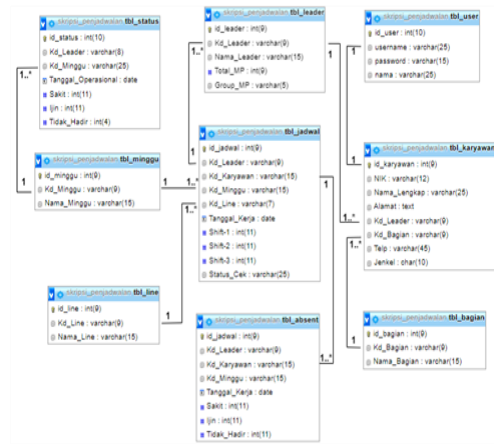 skripsi_penjadwalan.tbl_status
id_status : int(10)
Kd_Leader : varchar(8)
Kd_Minggu : varchar(25)
Tanggal_Operasional : date
Sakit : int(11)
Ijin : int(11)
Tidak_Hadir : int(4)
skripsi_penjadwalan.tbl_leader
id_leader : int(9)
Kd_Leader : varchar(9)
Nama_Leader : varchar(15)
Total_MP : int(9)
Group_MP : varchar(5)
skripsi_penjadwalan.tbl_user
id_user : int(10)
username : varchar(25)
password : varchar(15)
nama : varchar(25)
1..*
1..*
1
1
skripsi_penjadwalan.tbl_minggu
id_minggu : int(9)
Kd_Minggu : varchar(9)
Nama_Minggu : varchar(15)
1
1
1..*
skripsi_penjadwalan.tbl_jadwal
id_jadwal : int(9)
Kd_Leader : varchar(9)
Kd_Karyawan : varchar(15)
Kd_Minggu : varchar(15)
Kd_Line : varchar(7)
Tanggal_Kerja : date
Shift-1 : int(11)
Shift-2 : int(11)
Shift-3 : int(11)
Status_Cek : varchar(25)
1
1
1..*
skripsi_penjadwalan.tbl_karyawan
id_karyawan : int(9)
NIK : varchar(12)
Nama_Lengkap : varchar(25)
Alamat : text
Kd_Leader : varchar(9)
Kd_Bagian : varchar(9)
Telp : varchar(45)
Jenkel : char(10)
1
1..*
1..*
skripsi_penjadwalan.tbl_line
id_line : int(9)
Kd_Line : varchar(9)
Nama_Line : varchar(15)
1
skripsi_penjadwalan.tbl_absent
id_jadwal : int(9)
Kd_Leader : varchar(9)
Kd_Karyawan : varchar(15)
Kd_Minggu : varchar(15)
Tanggal_Kerja : date
Sakit : int(11)
Ijin : int(11)
Tidak_Hadir : int(11)
1..*
skripsi_penjadwalan.tbl_bagian
id_bagian : int(9)
Kd_Bagian : varchar(9)
Nama_Bagian : varchar(15)
1